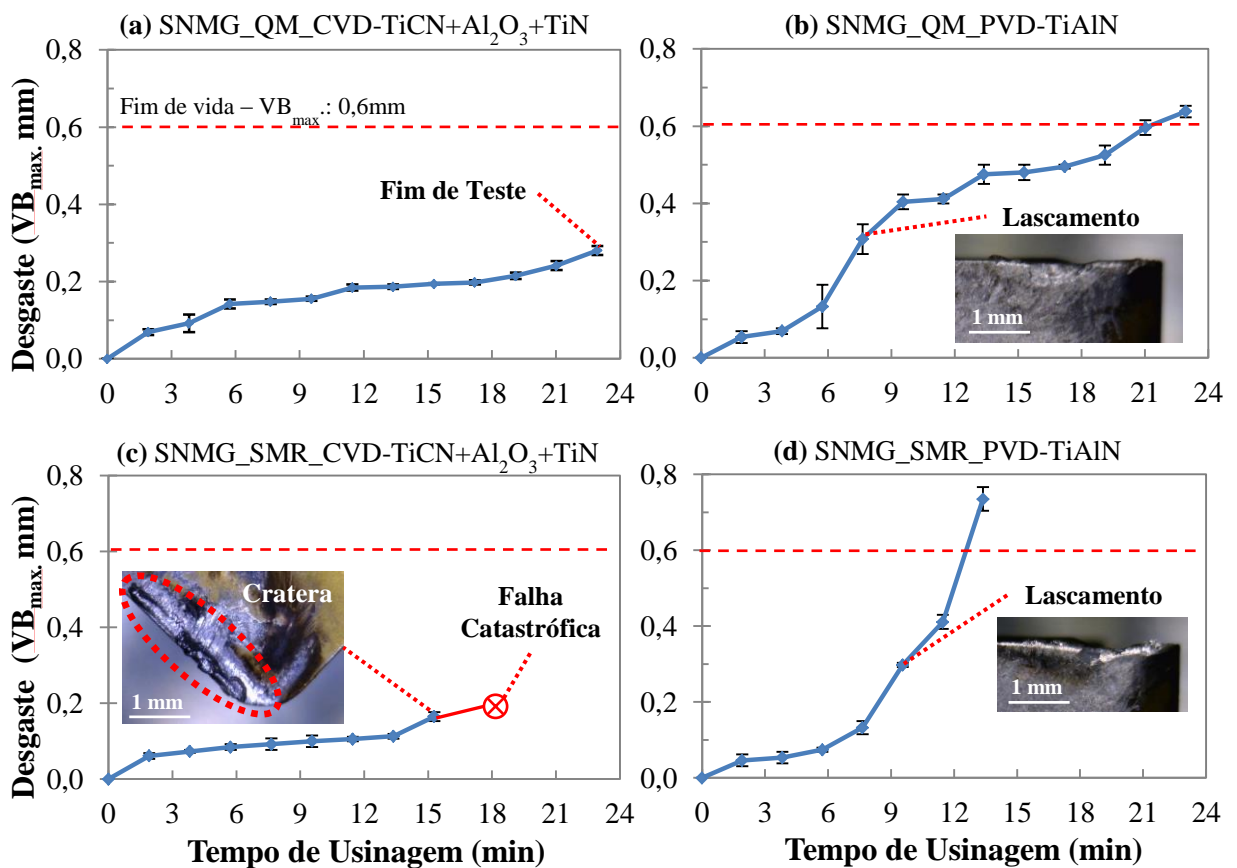 (a) SNMG_QM_CVD-TiCN+Al₂O₃+TiN
0,8
0,6
0,4
0,2
0,0
Desgaste (VBmax. mm)
Fim de vida – VBmax.: 0,6mm
Fim de Teste
0 3 6 9 12 15 18 21 24
(b) SNMG_QM_PVD-TiAlN
0,8
0,6
0,4
0,2
0,0
Lascamento
1 mm
0 3 6 9 12 15 18 21 24
(c) SNMG_SMR_CVD-TiCN+Al₂O₃+TiN
0,8
0,6
0,4
0,2
0,0
Desgaste (VBmax. mm)
Cratera
1 mm
Falha
Catastrófica
0 3 6 9 12 15 18 21 24
Tempo de Usinagem (min)
(d) SNMG_SMR_PVD-TiAlN
0,8
0,6
0,4
0,2
0,0
Lascamento
1 mm
0 3 6 9 12 15 18 21 24
Tempo de Usinagem (min)